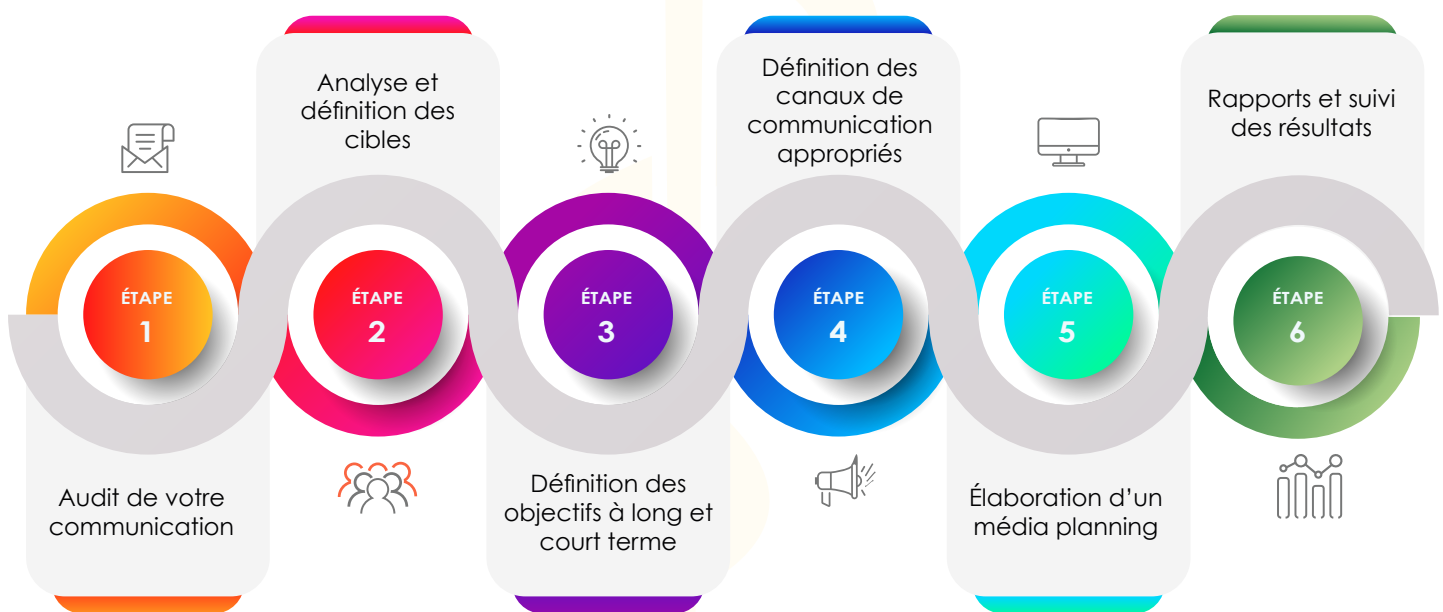 ÉTAPE
1
Audit de votre
communication
Analyse et
définition des
cibles
ÉTAPE
2
ÉTAPE
3
Définition des
objectifs à long et
court terme
Définition des
canaux de
communication
appropriés
ÉTAPE
4
ÉTAPE
5
Élaboration d’un
média planning
Rapports et suivi
des résultats
ÉTAPE
6